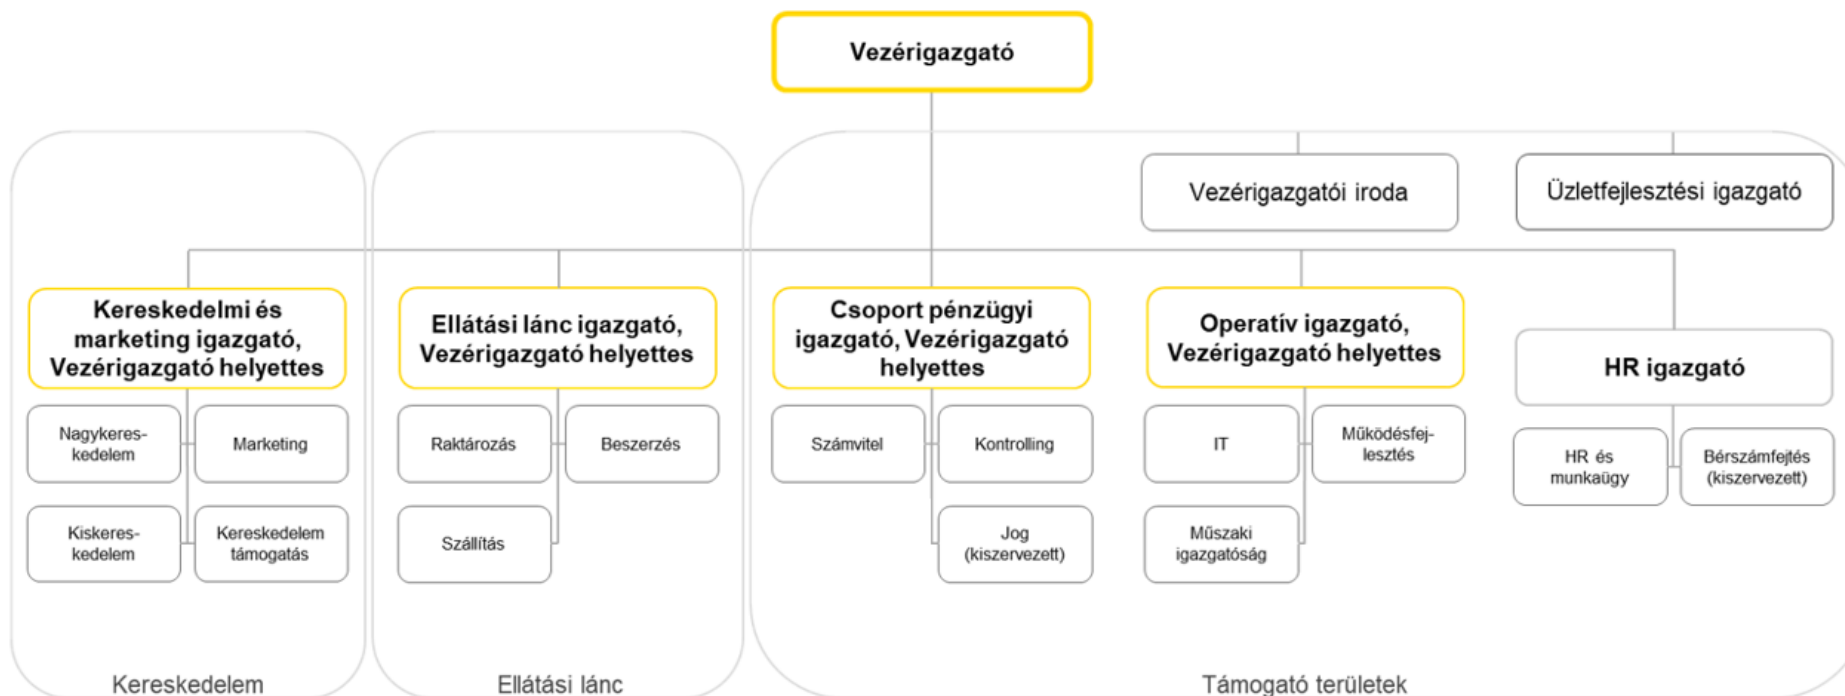 Vezérigazgató
Vezérigazgatói iroda
Üzletfejlesztési igazgató
Kereskedelmi és
marketing igazgató,
Vezérigazgató helyettes
Ellátási lánc igazgató,
Vezérigazgató helyettes
Csoport pénzügyi
igazgató, Vezérigazgató
helyettes
Operatív igazgató,
Vezérigazgató helyettes
HR igazgató
Nagykeres-
kedelem
Marketing
Kiskeres-
kedelem
Kereskedelem
támogatás
Raktározás
Beszerzés
Szállítás
Számvitel
Kontrolling
Jog
(kiszervezett)
IT
Működésfej-
lesztés
Műszaki
igazgatóság
HR és
munkaügy
Bérszámfejtés
(kiszervezett)
Kereskedelem
Ellátási lánc
Támogató területek